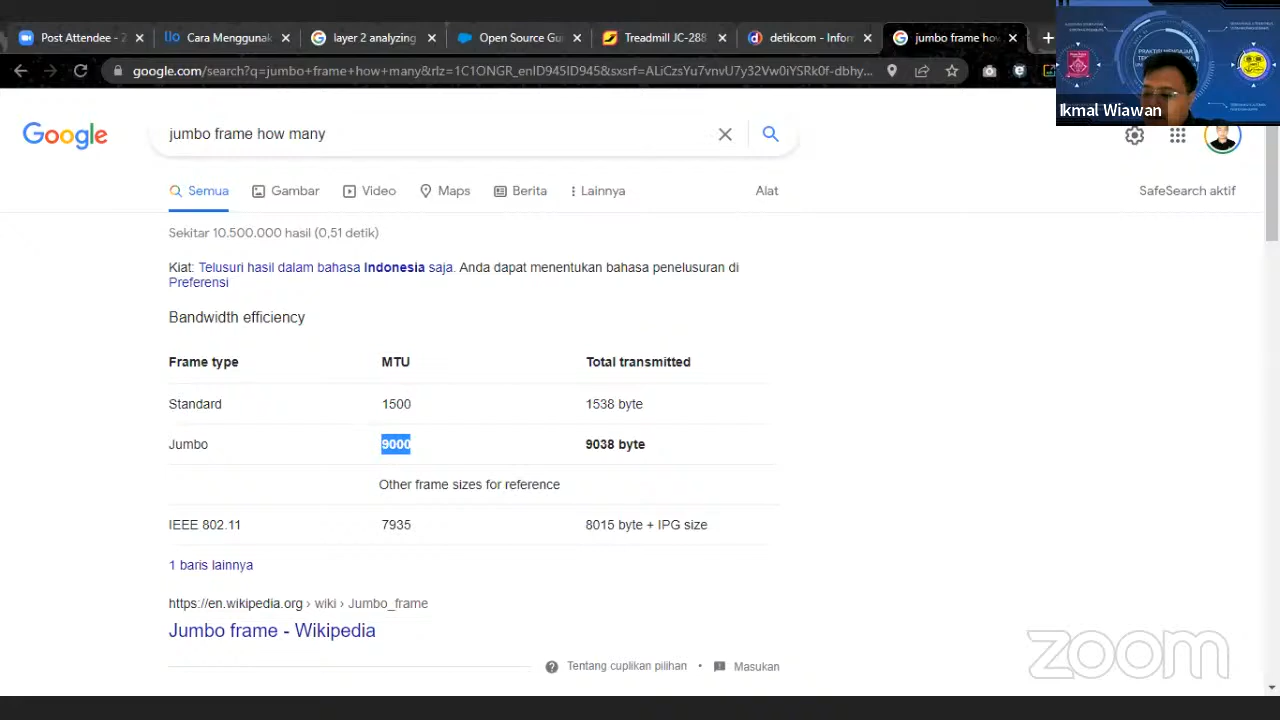 Post Attendee - Z
Cara Menggunak
layer 2 analyzing
Open Source Gui
Treadmill JC-288
detikcom - Inforn
jumbo frame how
google.com/search?q=jumbo+frame+how+many&rlz=1C1ONGR_enID945ID945&sxsrf=ALiCzsYu7vnvU7y32Vw0iYSRk0f-dbhy...
Ikmal Wiawan
Google
jumbo frame how many
Semua
Gambar
Video
Maps
Berita
Lainnya
Alat
SafeSearch aktif
Sekitar 10.500.000 hasil (0,51 detik)
Kiat: Telusuri hasil dalam bahasa Indonesia saja. Anda dapat menentukan bahasa penelusuran di
Preferensi
Bandwidth efficiency
Frame type MTU Total transmitted
Standard 1500 1538 byte
Jumbo 9000 9038 byte
Other frame sizes for reference
IEEE 802.11 7935 8015 byte + IPG size
1 baris lainnya
https://en.wikipedia.org › wiki › Jumbo_frame
Jumbo frame - Wikipedia
Tentang cuplikan pilihan • Masukan
zoom